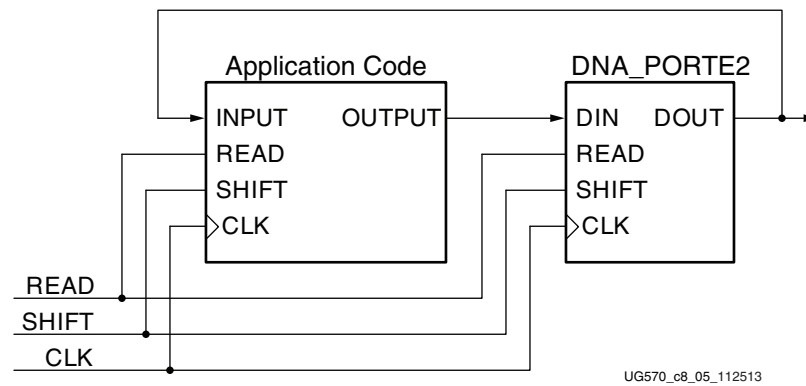 Application Code
DNA_PORTE2
INPUT OUTPUT
READ
SHIFT
CLK
DIN DOUT
READ
SHIFT
CLK
READ
SHIFT
CLK
UG570_c8_05_112513